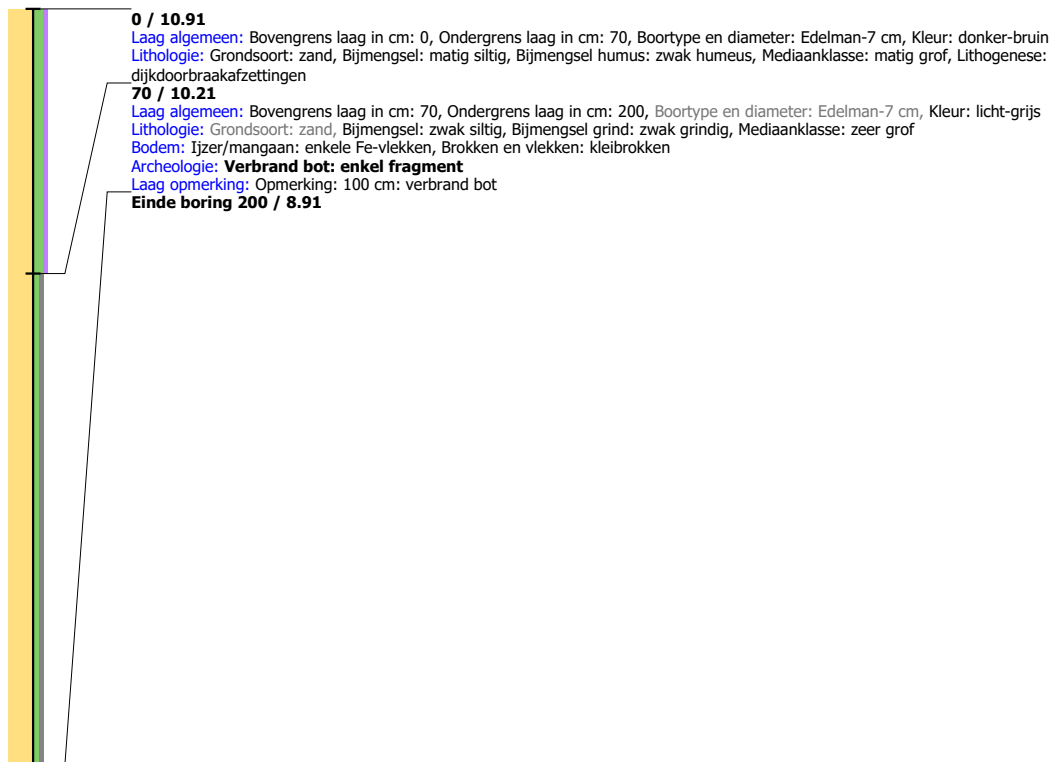 0 / 10.91
Laag algemeen: Bovengrens laag in cm: 0, Ondergrens laag in cm: 70, Boortype en diameter: Edelman-7 cm, Kleur: donker-bruin
Lithologie: Grondsoort: zand, Bijmengsel: matig siltig, Bijmengsel humus: zwak humeus, Mediaanklasse: matig grof, Lithogenese:
dijkdoorbraakafzettingen
70 / 10.21
Laag algemeen: Bovengrens laag in cm: 70, Ondergrens laag in cm: 200, Boortype en diameter: Edelman-7 cm, Kleur: licht-grijs
Lithologie: Grondsoort: zand, Bijmengsel: zwak siltig, Bijmengsel grind: zwak grindig, Mediaanklasse: zeer grof
Bodem: Ijzer/mangaan: enkele Fe-vlekken, Brokken en vlekken: kleibrokken
Archeologie: Verbrand bot: enkel fragment
Laag opmerking: Opmerking: 100 cm: verbrand bot
Einde boring 200 / 8.91